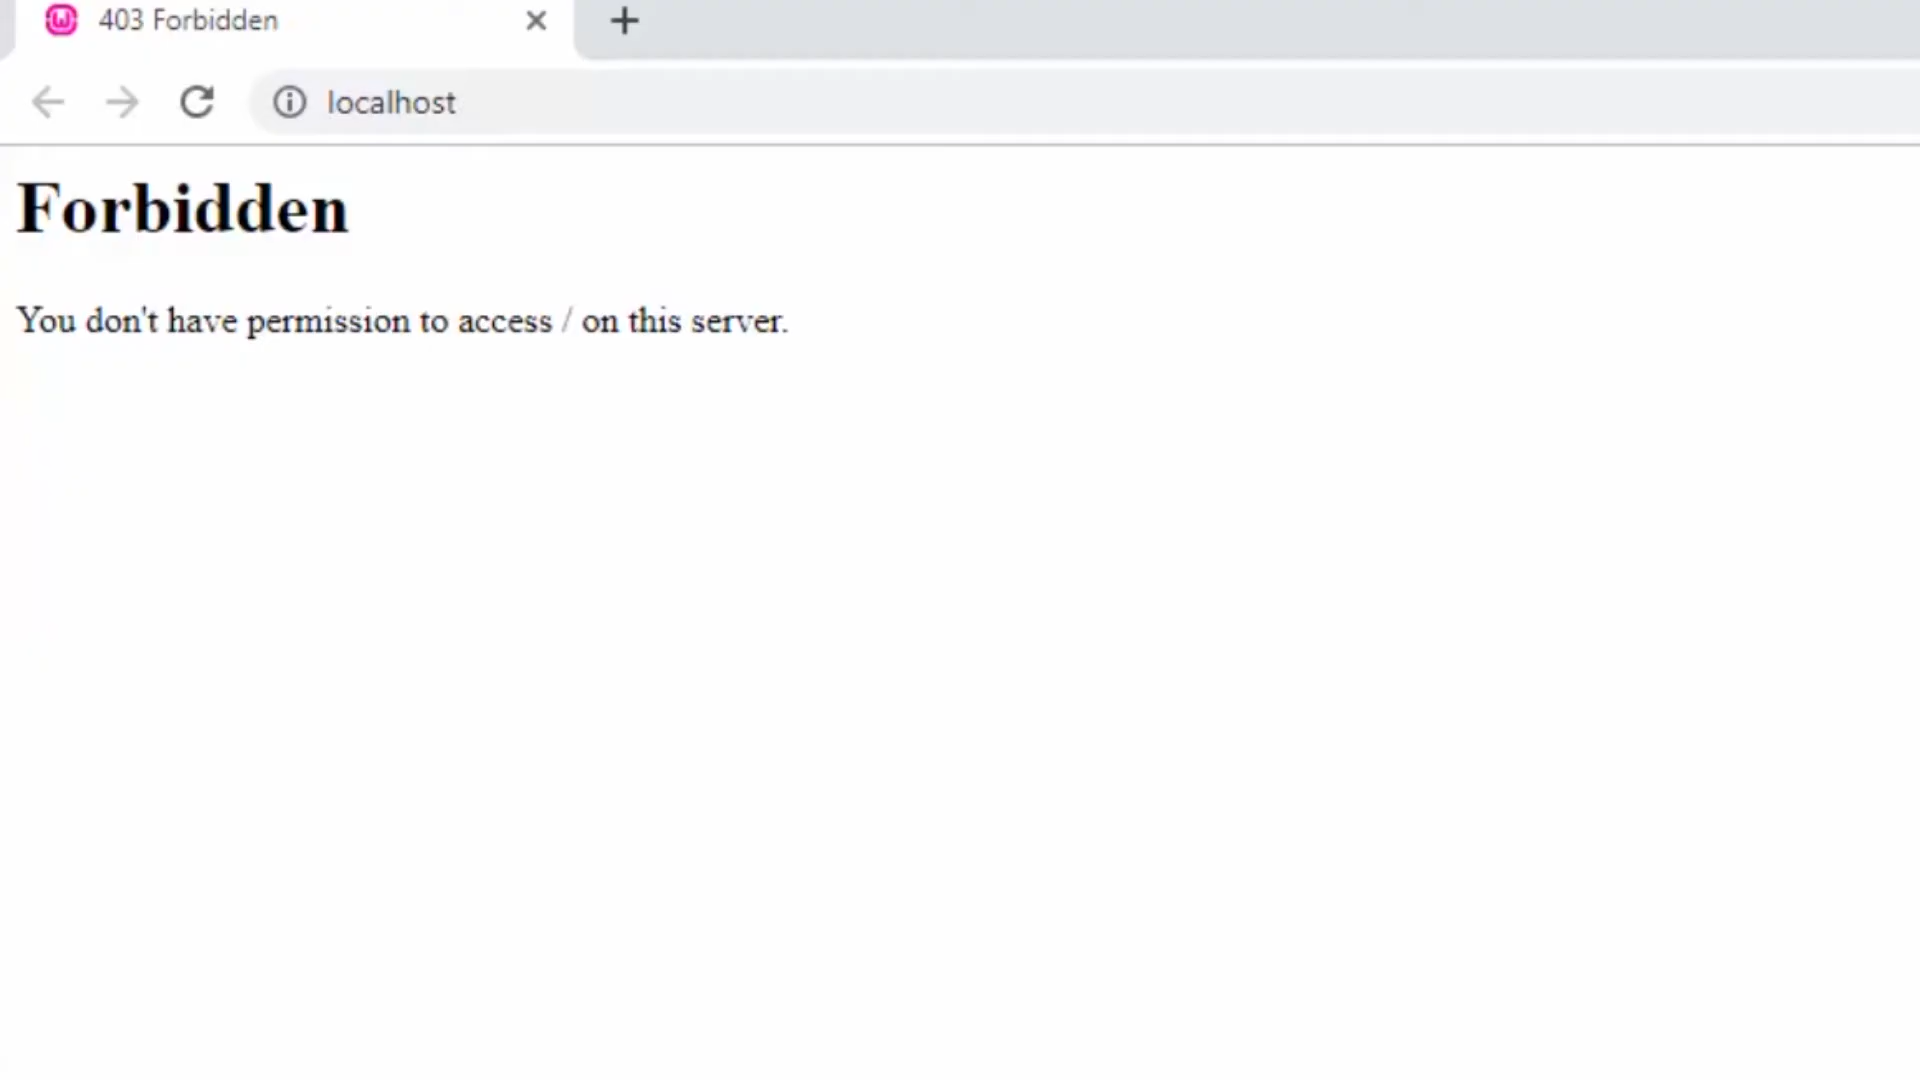 403 Forbidden
localhost
Forbidden
You don't have permission to access / on this server.